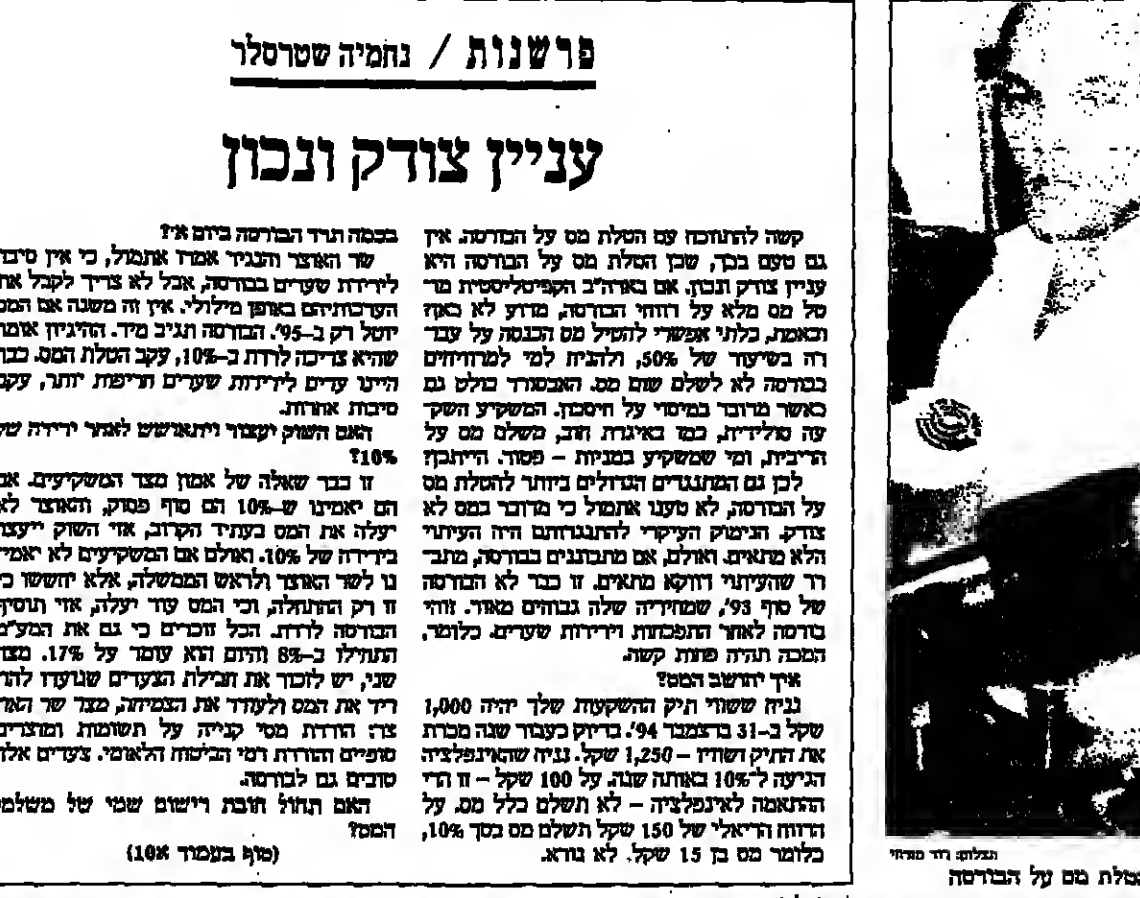 פרשנות / נחמיה שטרסלר
עניין צודק ונכון
קשה להתווכח עם הטלת מס על הבורסה. אין
גם טעם בכך, שכן הטלת מס על הבורסה היא
עניין צודק ונכון. אם בארה"ב הקפיטליסטית מו־
טל מס מלא על רווחי הבורסה, מדוע לא כאן?
ובאמת, בלתי אפשרי להטיל מס הכנסה על עבו־
דה בשיעור של 50%, ולהניח למי למרוויחים
בבורסה לא לשלם שום מס. האבסורד בולט גם
כאשר מדובר במיסוי על חיסכון. המשקיע השק־
עה סולידית, כמו באיגרת חוב, משלם מס על
הריבית, ומי שמשקיע במניות – פטור. הייתכן?
לכן גם המתנגדים הגדולים ביותר להטלת מס
על הבורסה, לא טענו אתמול כי מדובר במס לא
צודק. הנימוק העיקרי להתנגדותם היה העיתוי
הלא מתאים. ואולם, אם מתבוננים בבורסה, מתב־
רר שהעיתוי דווקא מתאים. זו כבר לא הבורסה
של סוף 93', שמחיריה שלה גבוהים מאוד. זוהי
בורסה לאחר התפכחות וירידות שערים. כלומר,
המכה תהיה פחות קשה.
איך יחושב המס?
נניח ששווי תיק ההשקעות שלך יהיה 1,000
שקל ב–31 בדצמבר 94'. בדיוק כעבור שנה מכרת
את התיק ושוויו – 1,250 שקל. נניח שהאינפלציה
הגיעה ל־10% באותה שנה. על 100 שקל – זו הרי
ההתאמה לאינפלציה – לא תשלם כלל מס. על
הרווח הריאלי של 150 שקל תשלם מס בסך 10%,
כלומר מס בן 15 שקל. לא נורא.
בכמה תרד הבורסה ביום א'?
שר האוצר והנגיד אמרו אתמול, כי אין סיבה
לירידת שערים בבורסה, אבל לא צריך לקבל את
הערכותיהם באופן מילולי. אין זה משנה אם המס
יוטל רק ב–95'. הבורסה תגיב מיד. ההיגיון אומר
שהיא צריכה לרדת ב–10%, עקב הטלת המס. כבר
היינו עדים לירידות שערים חריפות יותר, עקב
סיבות אחרות.
האם השוק יעצור ויתאושש לאחר ירידה של
10%?
זו כבר שאלה של אמון מצד המשקיעים. אם
הם יאמינו ש–10% הם סוף פסוק, והאוצר לא
יעלה את המס בעתיד הקרוב, אזי השוק ייעצר
בירידה של 10%. ואולם אם המשקיעים לא יאמי־
נו לשר האוצר ולראש הממשלה, אלא יחששו כי
זו רק ההתחלה, וכי המס עוד יעלה, אזי תוסיף
הבורסה לרדת. הכל זוכרים כי גם את המע"מ
התחילו ב–8% והיום הוא עומד על 17%. מצד
שני, יש לזכור את חבילת הצעדים שנועדו להו־
ריד את המס ולעודד את הצמיחה, מצד שר האו־
צר: הורדת מסי קנייה על תשומות ומוצרים
סופיים והורדת דמי הביטוח הלאומי. צעדים אלה
טובים גם לבורסה.
האם תחול חובת רישום שמי של משלמי
המס?
(סוף בעמוד 10א)
הצלום: דוד מזרחי
הטלת מס על הבורסה